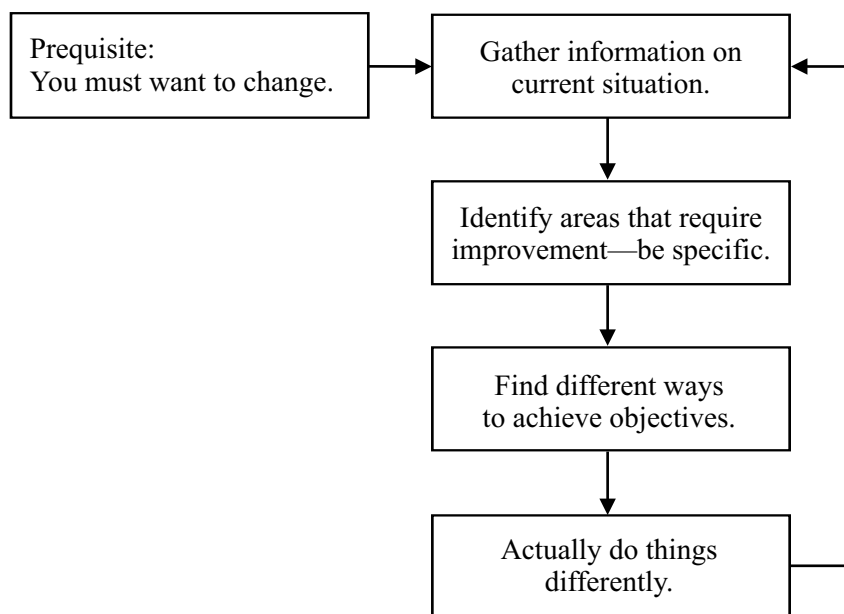 Prequisite:
You must want to change.
Gather information on
current situation.
Identify areas that require
improvement—be specific.
Find different ways
to achieve objectives.
Actually do things
differently.